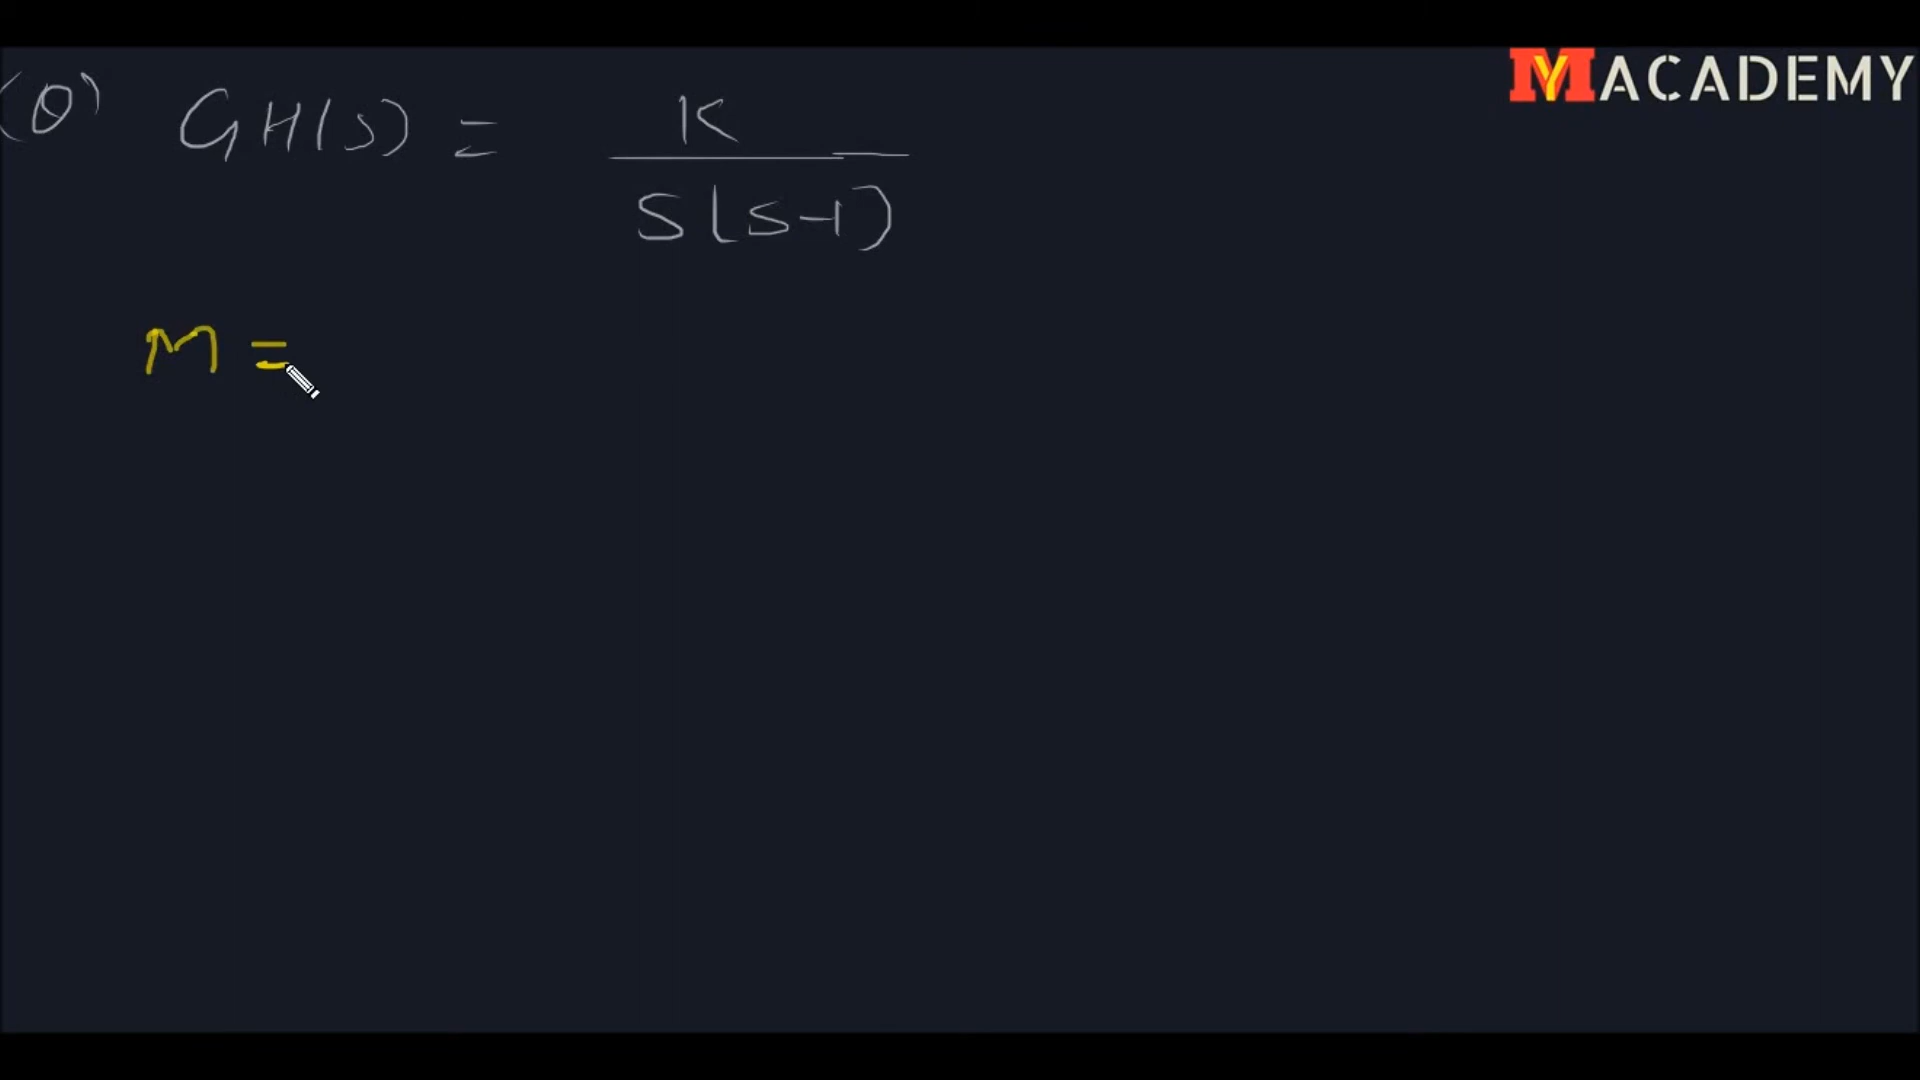 MACADEMY
(Q) GH(S) = K
S(S-1)
M =